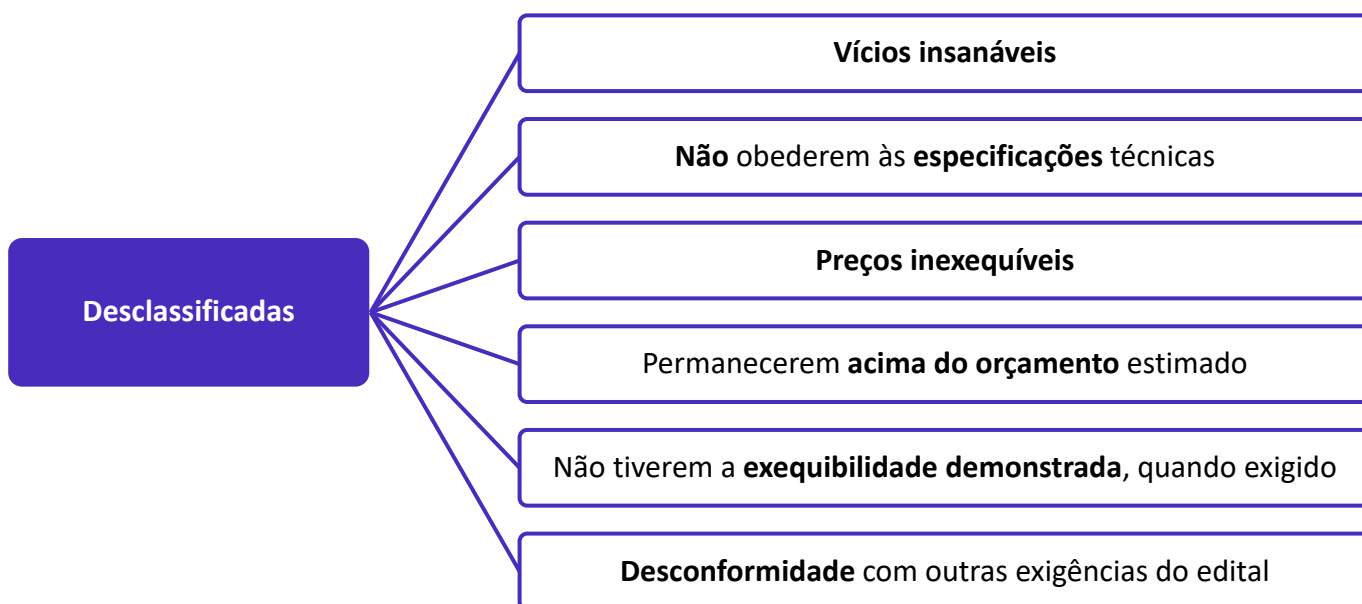 Vícios insanáveis
Não obederem às especificações técnicas
Preços inexequíveis
Desclassificadas
Permanecerem acima do orçamento estimado
Não tiverem a exequibilidade demonstrada, quando exigido
Desconformidade com outras exigências do edital